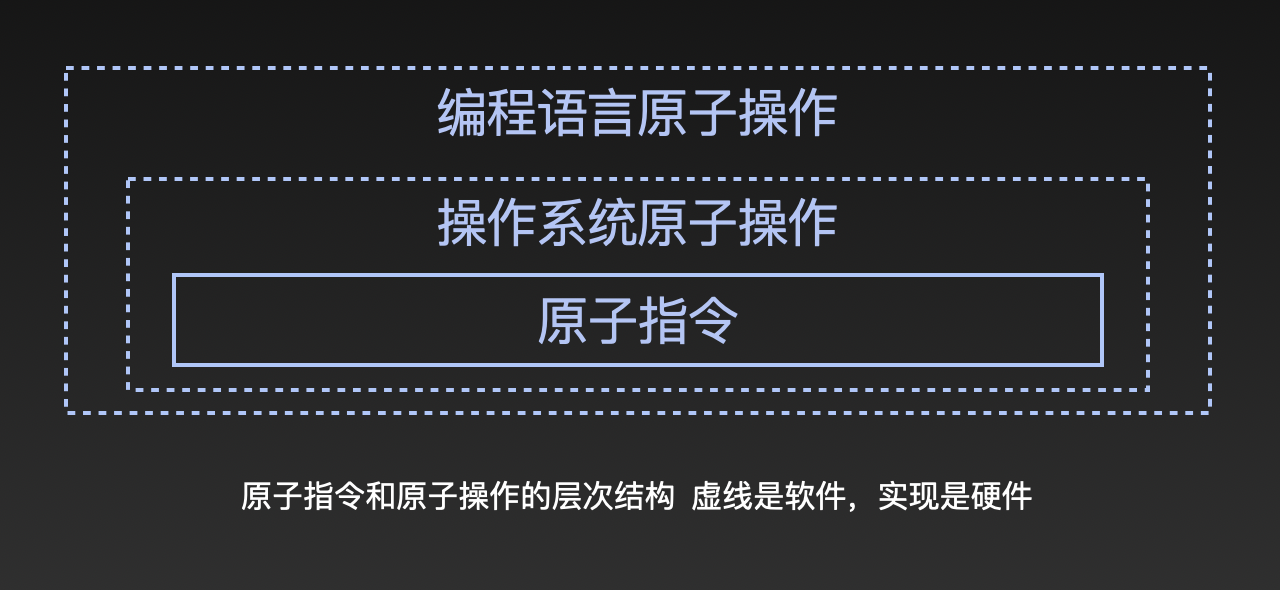 编程语言原子操作
操作系统原子操作
原子指令
原子指令和原子操作的层次结构 虚线是软件，实现是硬件